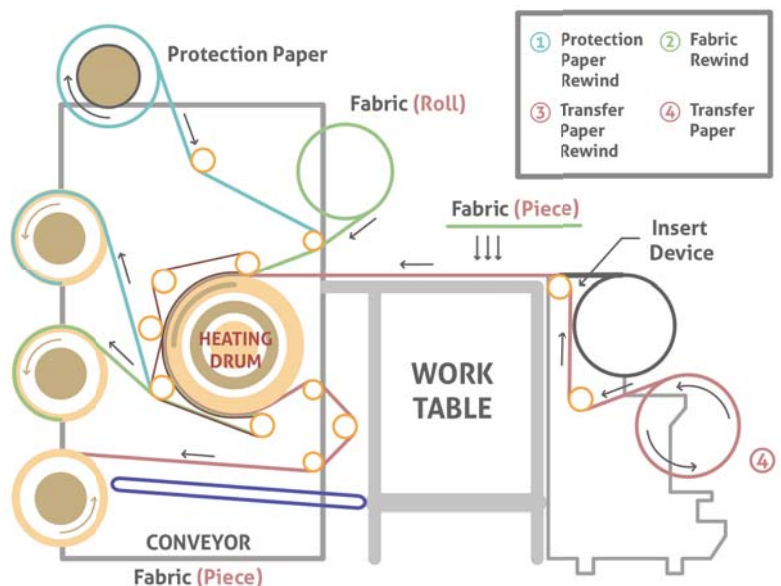 Protection Paper
① Protection
Paper
Rewind
② Fabric
Rewind
③ Transfer
Paper
Rewind
④ Transfer
Paper
Fabric (Roll)
Fabric (Piece)
Insert
Device
HEATING
DRUM
WORK
TABLE
④
CONVEYOR
Fabric (Piece)